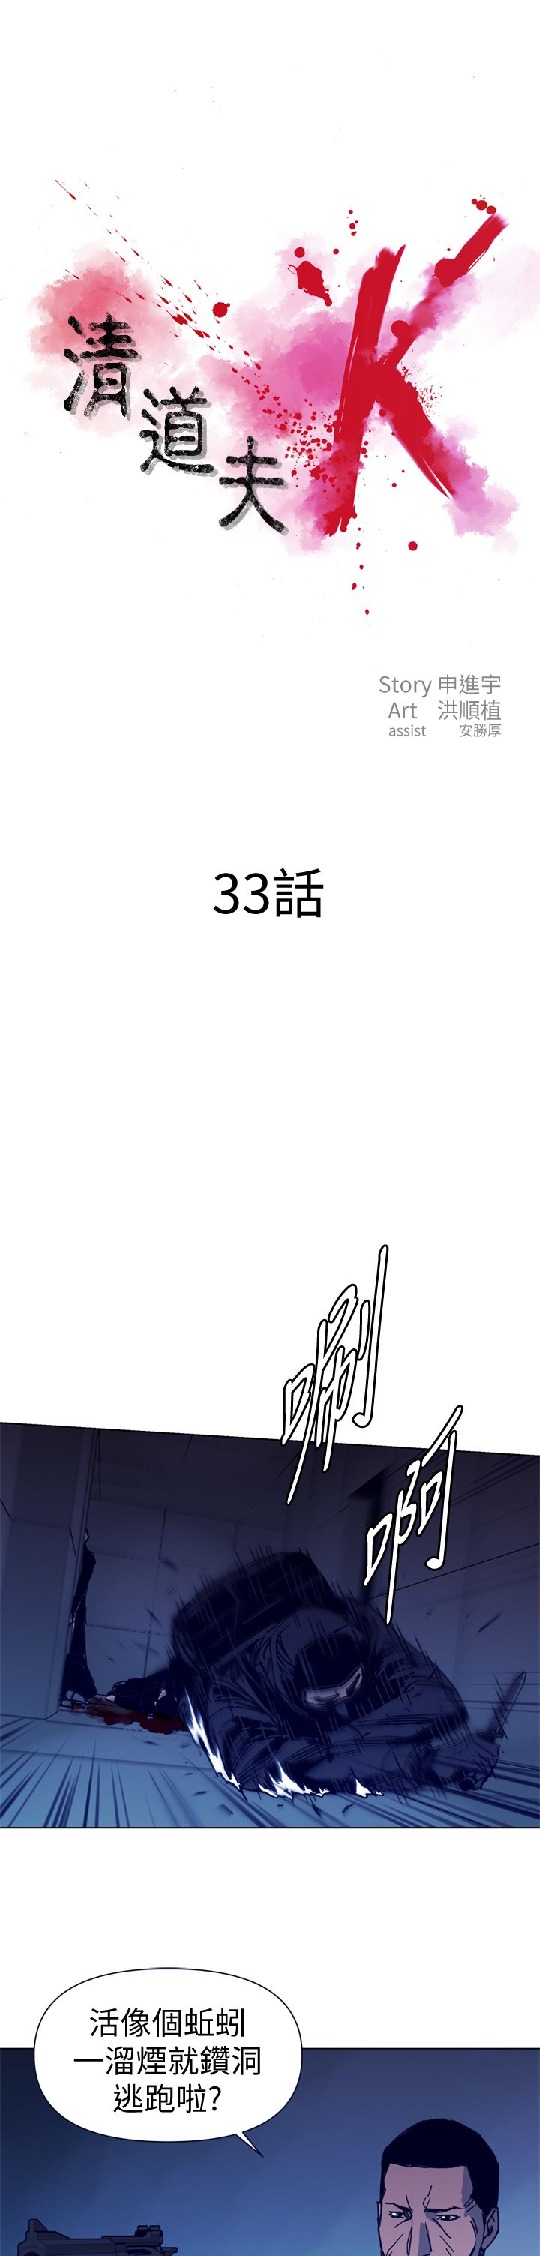 清道夫K
Story 申進宇
Art 洪順植
assist 安勝厚
33話
唰
啊
活像個蚯蚓
一溜煙就鑽洞
逃跑啦?